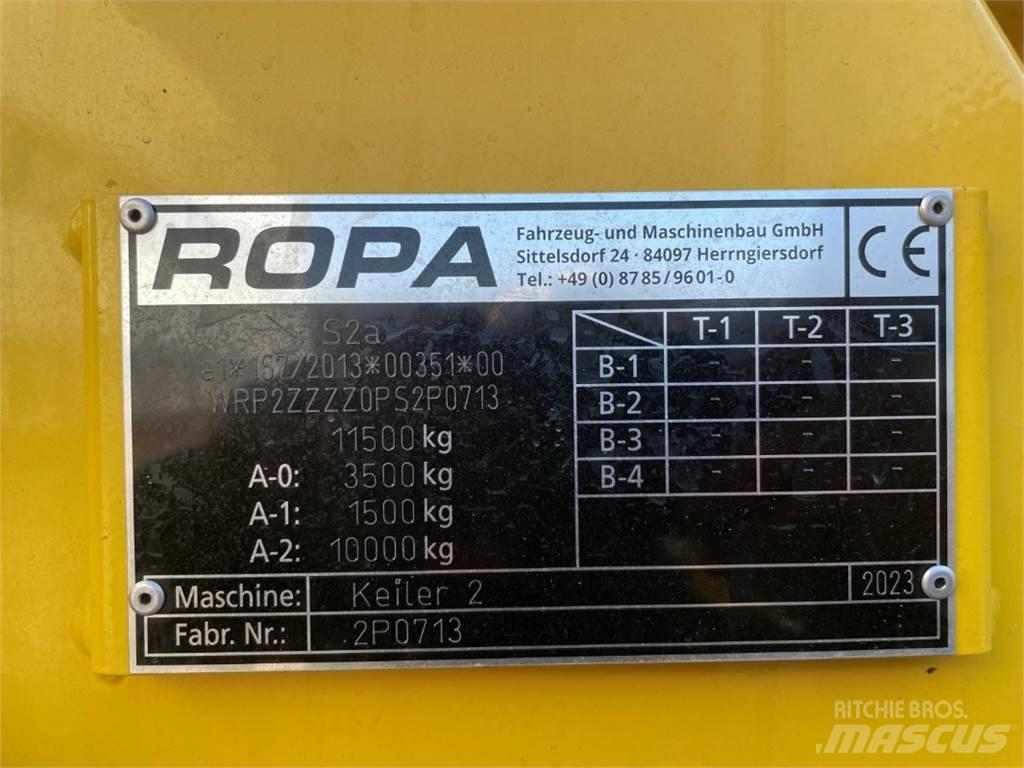 ROPA
Fahrzeug- und Maschinenbau GmbH
Sittelsdorf 24 · 84097 Herrngiersdorf
Tel.: +49 (0) 87 85 / 96 01-0
CE
S2a
e1*167/2013*00351*00
WRP2ZZZZ0PS2P0713
11500 kg
A-0: 3500 kg
A-1: 1500 kg
A-2: 10000 kg
T-1 T-2 T-3
B-1 - - -
B-2 - - -
B-3 - - -
B-4 - - -
Maschine: Keiler 2 2023
Fabr. Nr.: 2P0713
RITCHIE BROS.
MASCUS